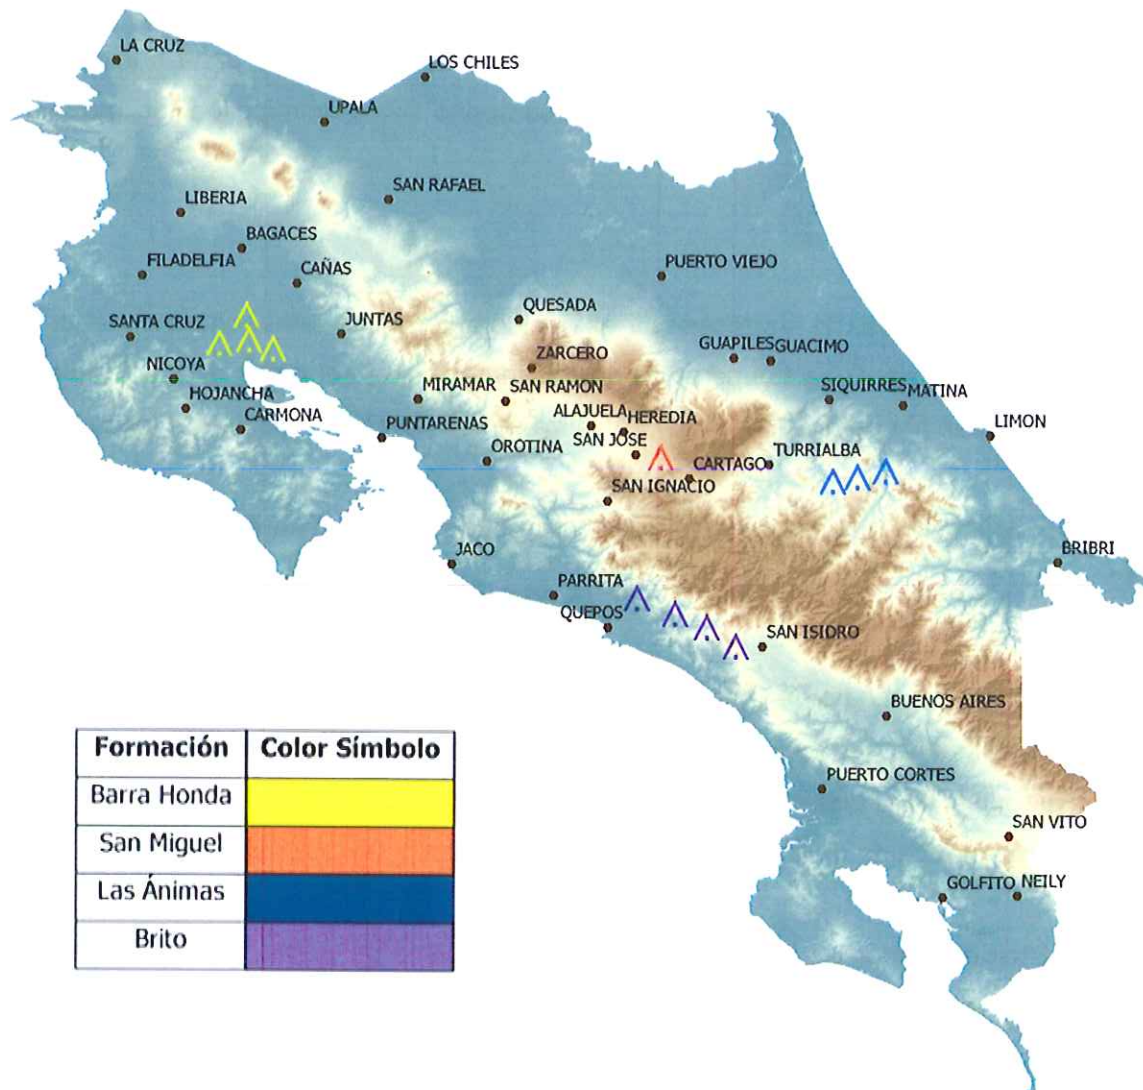 LA CRUZ
LOS CHILES
UPALA
SAN RAFAEL
LIBERIA
BAGACES
FILADELFIA
CAÑAS
PUERTO VIEJO
SANTA CRUZ
JUNTAS
QUESADA
GUAPILES
GUACIMO
ZARCERO
NICOYA
MIRAMAR
SAN RAMON
SIQUIRRES
MATINA
HOJANCHA
CARMONA
ALAJUELA
HEREDIA
PUNTARENAS
SAN JOSE
LIMON
OROTINA
CARTAGO
TURRIALBA
SAN IGNACIO
JACO
BRIBRI
PARRITA
QUEPOS
SAN ISIDRO
BUENOS AIRES
PUERTO CORTES
SAN VITO
GOLFITO
NEILY
Formación Color Símbolo
Barra Honda
San Miguel
Las Ánimas
Brito